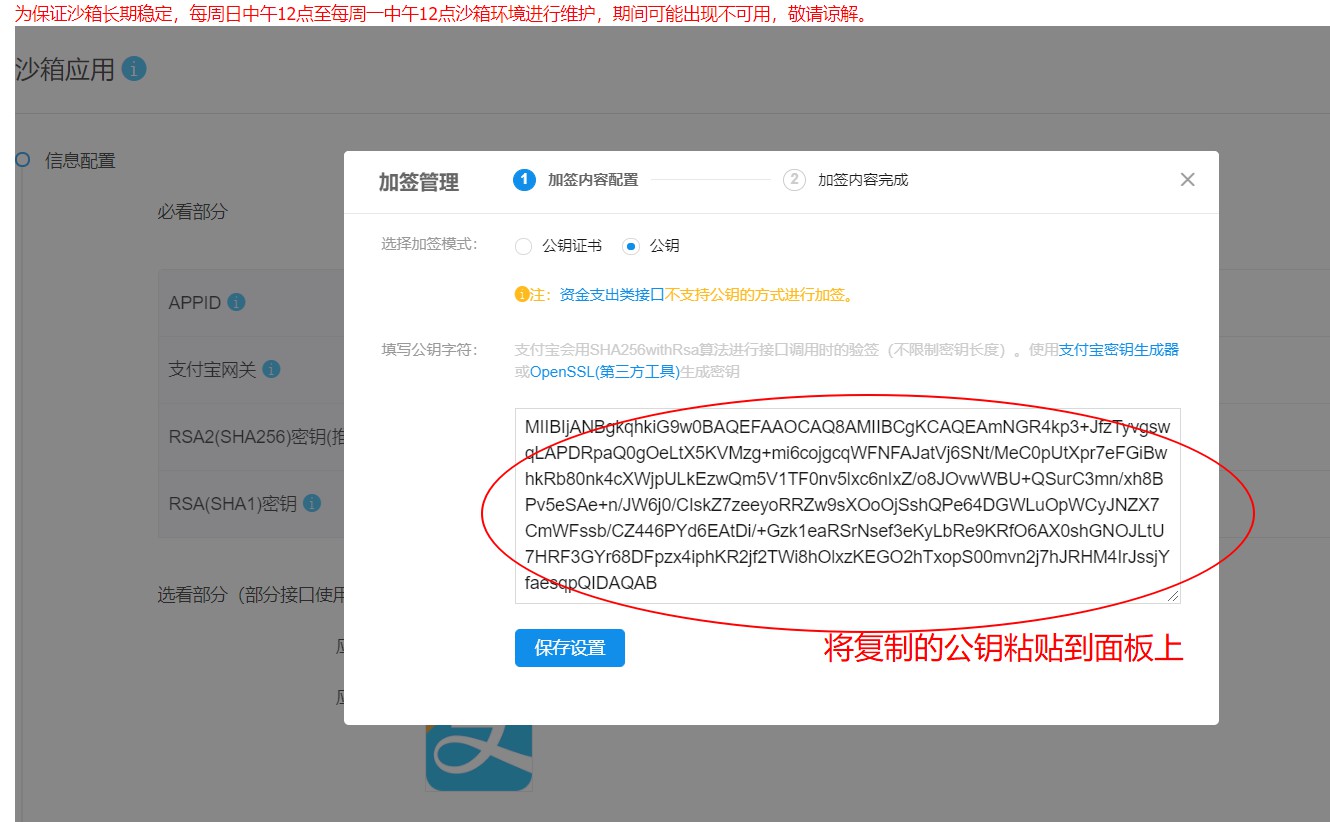 为保证沙箱长期稳定，每周日中午12点至每周一中午12点沙箱环境进行维护，期间可能出现不可用，敬请谅解。
沙箱应用
信息配置
必看部分
APPID
支付宝网关
RSA2(SHA256)密钥(推
RSA(SHA1)密钥
选看部分（部分接口使用
应
应
加签管理 1 加签内容配置 2 加签内容完成
选择加签模式： 公钥证书 公钥
注：资金支出类接口不支持公钥的方式进行加签。
填写公钥字符： 支付宝会用SHA256withRsa算法进行接口调用时的验签（不限制密钥长度）。使用支付宝密钥生成器
或OpenSSL(第三方工具)生成密钥
MIIBIjANBgkqhkiG9w0BAQEFAAOCAQ8AMIIBCgKCAQEAmNGR4kp3+JfzTyvgsw
qLAPDRpaQ0gOeLtX5KVMzg+mi6cojgcqWFNFAJatVj6SNt/MeC0pUtXpr7eFGiBw
hkRb80nk4cXWjpULkEzwQm5V1TF0nv5lxc6nIxZ/o8JOvwWBU+QSurC3mn/xh8B
Pv5eSAe+n/JW6j0/CIskZ7zeeyoRRZw9sXOoOjSshQPe64DGWLuOpWCyJNZX7
CmWFssb/CZ446PYd6EAtDi/+Gzk1eaRSrNsef3eKyLbRe9KRfO6AX0shGNOJLtU
7HRF3GYr68DFpzx4iphKR2jf2TWi8hOlxzKEGO2hTxopS00mvn2j7hJRHM4IrJssjY
faesqpQIDAQAB
保存设置
将复制的公钥粘贴到面板上